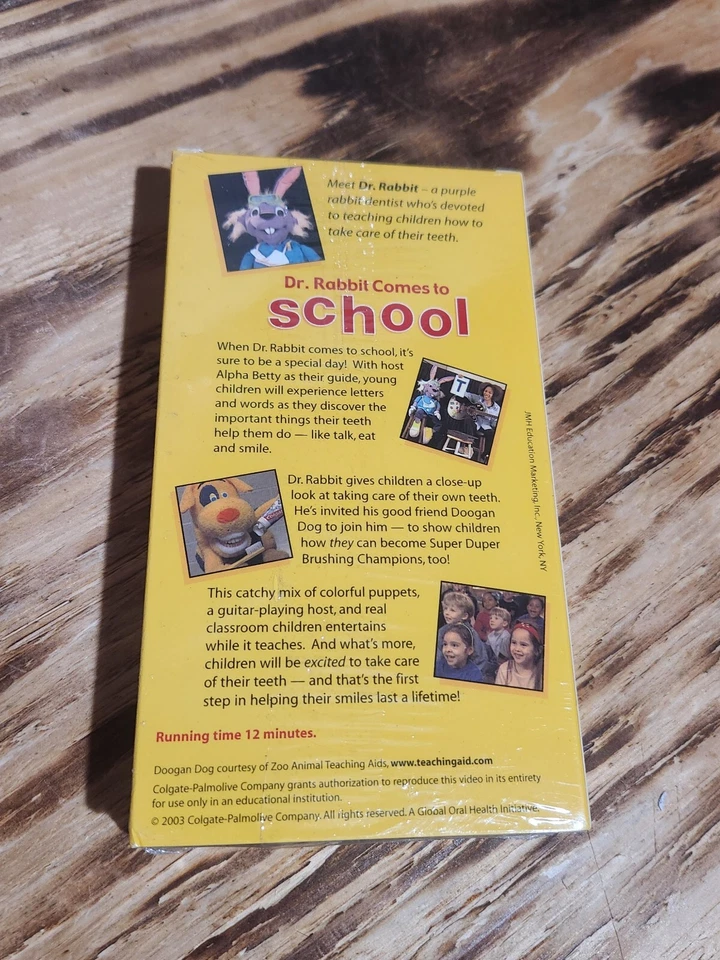 Meet Dr. Rabbit – a purple
rabbit dentist who's devoted
to teaching children how to
take care of their teeth.
Dr. Rabbit Comes to
school
When Dr. Rabbit comes to school, it's
sure to be a special day! With host
Alpha Betty as their guide, young
children will experience letters
and words as they discover the
important things their teeth
help them do — like talk, eat
and smile.
T
JMH Education Marketing, Inc. New York, NY
Dr. Rabbit gives children a close-up
look at taking care of their own teeth.
He's invited his good friend Doogan
Dog to join him — to show children
how they can become Super Duper
Brushing Champions, too!
This catchy mix of colorful puppets,
a guitar-playing host, and real
classroom children entertains
while it teaches. And what's more,
children will be excited to take care
of their teeth — and that's the first
step in helping their smiles last a lifetime!
Running time 12 minutes.
Doogan Dog courtesy of Zoo Animal Teaching Aids, www.teachingaid.com
Colgate-Palmolive Company grants authorization to reproduce this video in its entirety
for use only in an educational institution.
© 2003 Colgate-Palmolive Company. All rights reserved. A Global Oral Health Initiative.